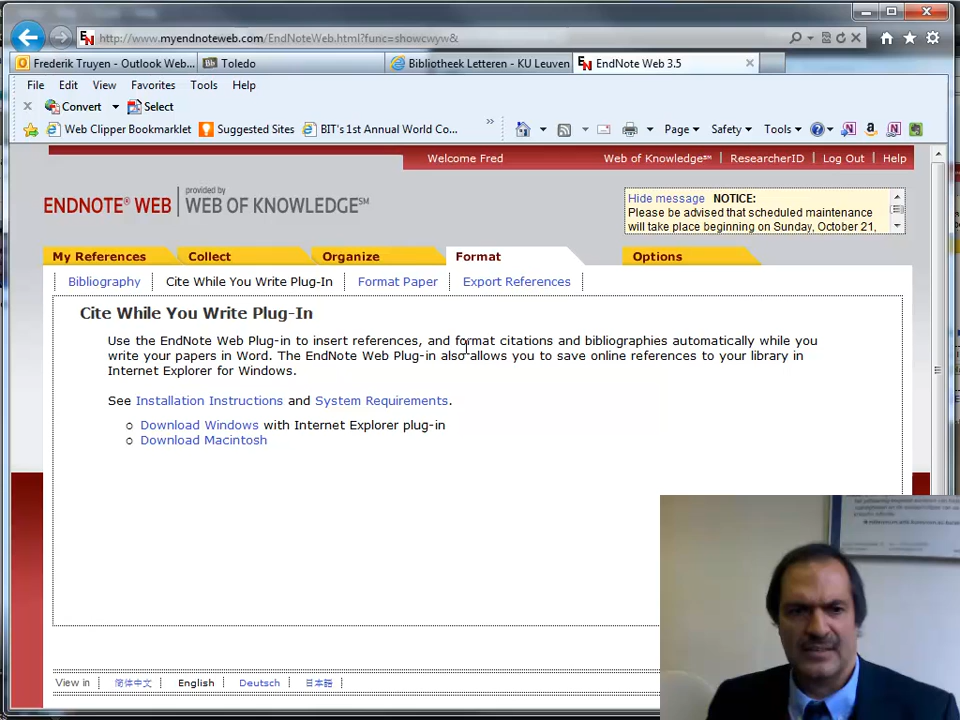 http://www.myendnoteweb.com/EndNoteWeb.html?func=showcwyw&
Frederik Truyen - Outlook Web... Toledo Bibliotheek Letteren - KU Leuven EndNote Web 3.5
File Edit View Favorites Tools Help
Convert Select
Web Clipper Bookmarklet Suggested Sites BIT'S 1st Annual World Co... Page Safety Tools
Welcome Fred Web of Knowledge℠ ResearcherID Log Out Help
ENDNOTE® WEB provided by WEB OF KNOWLEDGE℠
Hide message NOTICE:
Please be advised that scheduled maintenance
will take place beginning on Sunday, October 21,
My References Collect Organize Format Options
Bibliography Cite While You Write Plug-In Format Paper Export References
Cite While You Write Plug-In
Use the EndNote Web Plug-in to insert references, and format citations and bibliographies automatically while you
write your papers in Word. The EndNote Web Plug-in also allows you to save online references to your library in
Internet Explorer for Windows.
See Installation Instructions and System Requirements.
Download Windows with Internet Explorer plug-in
Download Macintosh
View in 简体中文 English Deutsch 日本語